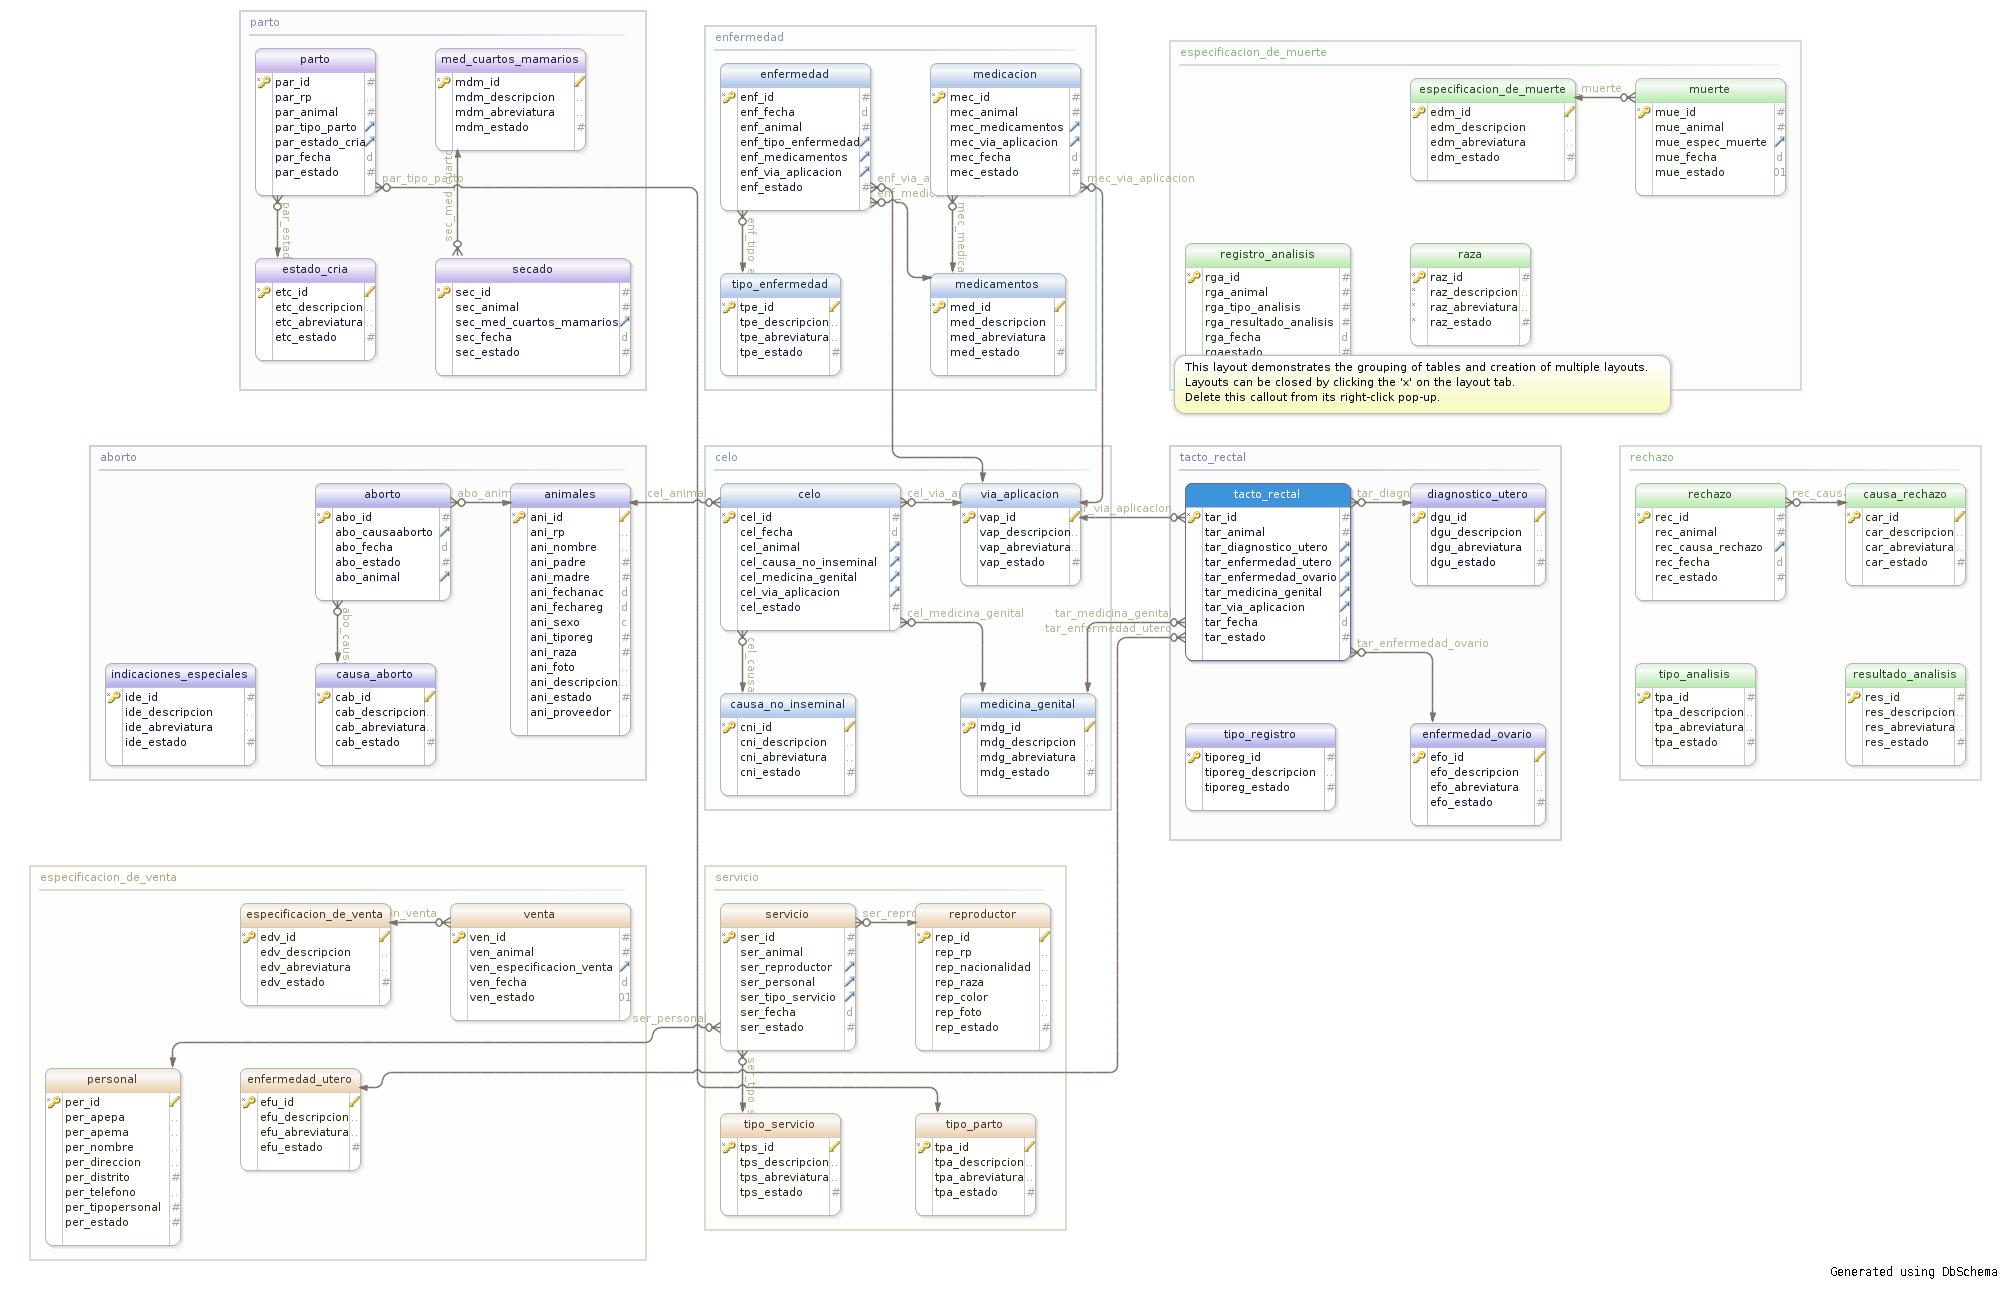 parto
parto
par_id
par_rp
par_animal
par_tipo_parto
par_estado_cria
par_fecha
par_estado
par_tipo_parto
par_estad
med_cuartos_mamarios
mdm_id
mdm_descripcion
mdm_abreviatura
mdm_estado
estado_cria
etc_id
etc_descripcion
etc_abreviatura
etc_estado
secado
sec_id
sec_animal
sec_med_cuartos_mamarios
sec_fecha
sec_estado
enfermedad
enfermedad
enf_id
enf_fecha
enf_animal
enf_tipo_enfermedad
enf_medicamentos
enf_via_aplicacion
enf_estado
enf_via_a
enf_medic
enf_tipo_e
medicacion
mec_id
mec_animal
mec_medicamentos
mec_via_aplicacion
mec_fecha
mec_estado
mec_via_aplicacion
mec_medica
tipo_enfermedad
tpe_id
tpe_descripcion
tpe_abreviatura
tpe_estado
medicamentos
med_id
med_descripcion
med_abreviatura
med_estado
especificacion_de_muerte
especificacion_de_muerte
edm_id
edm_descripcion
edm_abreviatura
edm_estado
muerte
muerte
mue_id
mue_animal
mue_espec_muerte
mue_fecha
mue_estado
registro_analisis
rga_id
rga_animal
rga_tipo_analisis
rga_resultado_analisis
rga_fecha
rgaestado
raza
raz_id
raz_descripcion
raz_abreviatura
raz_estado
This layout demonstrates the grouping of tables and creation of multiple layouts.
Layouts can be closed by clicking the 'x' on the layout tab.
Delete this callout from its right-click pop-up.
aborto
aborto
abo_id
abo_causaaborto
abo_fecha
abo_estado
abo_animal
abo_anim
abo_causa
animales
ani_id
ani_rp
ani_nombre
ani_padre
ani_madre
ani_fechanac
ani_fechareg
ani_sexo
ani_tiporeg
ani_raza
ani_foto
ani_descripcion
ani_estado
ani_proveedor
indicaciones_especiales
ide_id
ide_descripcion
ide_abreviatura
ide_estado
causa_aborto
cab_id
cab_descripcion
cab_abreviatura
cab_estado
celo
cel_animal
celo
cel_id
cel_fecha
cel_animal
cel_causa_no_inseminal
cel_medicina_genital
cel_via_aplicacion
cel_estado
cel_via_ap
cel_medicina_genital
cel_causa
via_aplicacion
vap_id
vap_descripcion
vap_abreviatura
vap_estado
causa_no_inseminal
cni_id
cni_descripcion
cni_abreviatura
cni_estado
medicina_genital
mdg_id
mdg_descripcion
mdg_abreviatura
mdg_estado
tacto_rectal
r_via_aplicacion
tar_medicina_genital
tar_enfermedad_utero
tacto_rectal
tar_id
tar_animal
tar_diagnostico_utero
tar_enfermedad_utero
tar_enfermedad_ovario
tar_medicina_genital
tar_via_aplicacion
tar_fecha
tar_estado
tar_diagn
tar_enfermedad_ovario
diagnostico_utero
dgu_id
dgu_descripcion
dgu_abreviatura
dgu_estado
tipo_registro
tiporeg_id
tiporeg_descripcion
tiporeg_estado
enfermedad_ovario
efo_id
efo_descripcion
efo_abreviatura
efo_estado
rechazo
rechazo
rec_id
rec_animal
rec_causa_rechazo
rec_fecha
rec_estado
rec_causa
causa_rechazo
car_id
car_descripcion
car_abreviatura
car_estado
tipo_analisis
tpa_id
tpa_descripcion
tpa_abreviatura
tpa_estado
resultado_analisis
res_id
res_descripcion
res_abreviatura
res_estado
especificacion_de_venta
especificacion_de_venta
edv_id
edv_descripcion
edv_abreviatura
edv_estado
n_venta
venta
ven_id
ven_animal
ven_especificacion_venta
ven_fecha
ven_estado
personal
per_id
per_apepa
per_apema
per_nombre
per_direccion
per_distrito
per_telefono
per_tipopersonal
per_estado
enfermedad_utero
efu_id
efu_descripcion
efu_abreviatura
efu_estado
servicio
ser_personal
servicio
ser_id
ser_animal
ser_reproductor
ser_personal
ser_tipo_servicio
ser_fecha
ser_estado
ser_repro
ser_tipo_s
reproductor
rep_id
rep_rp
rep_nacionalidad
rep_raza
rep_color
rep_foto
rep_estado
tipo_servicio
tps_id
tps_descripcion
tps_abreviatura
tps_estado
tipo_parto
tpa_id
tpa_descripcion
tpa_abreviatura
tpa_estado
Generated using DbSchema